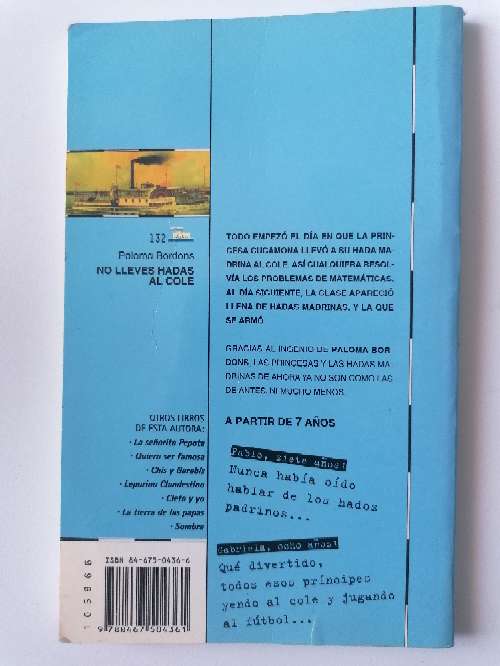 132
Paloma Bordons
NO LLEVES HADAS
AL COLE
TODO EMPEZÓ EL DÍA EN QUE LA PRIN-
CESA CUCAMONA LLEVÓ A SU HADA MA-
DRINA AL COLE. ASÍ CUALQUIERA RESOL-
VÍA LOS PROBLEMAS DE MATEMÁTICAS.
AL DÍA SIGUIENTE, LA CLASE APARECIÓ
LLENA DE HADAS MADRINAS, Y LA QUE
SE ARMÓ.
GRACIAS AL INGENIO DE PALOMA BOR-
DONS, LAS PRINCESAS Y LAS HADAS MA-
DRINAS DE AHORA YA NO SON COMO LAS
DE ANTES. NI MUCHO MENOS.
A PARTIR DE 7 AÑOS
OTROS LIBROS
DE ESTA AUTORA:
· La señorita Pepota
· Quiero ser famosa
· Chis y Garabís
· Leporino Clandestino
· Cleta y yo
· La tierra de las papas
· Sombra
Pablo, siete años:
Nunca había oído
hablar de los hados
padrinos...
Gabriela, ocho años:
Qué divertido,
todos esos príncipes
yendo al cole y jugando
al fútbol...
ISBN 84-675-0436-6
105866
9 788467 504361